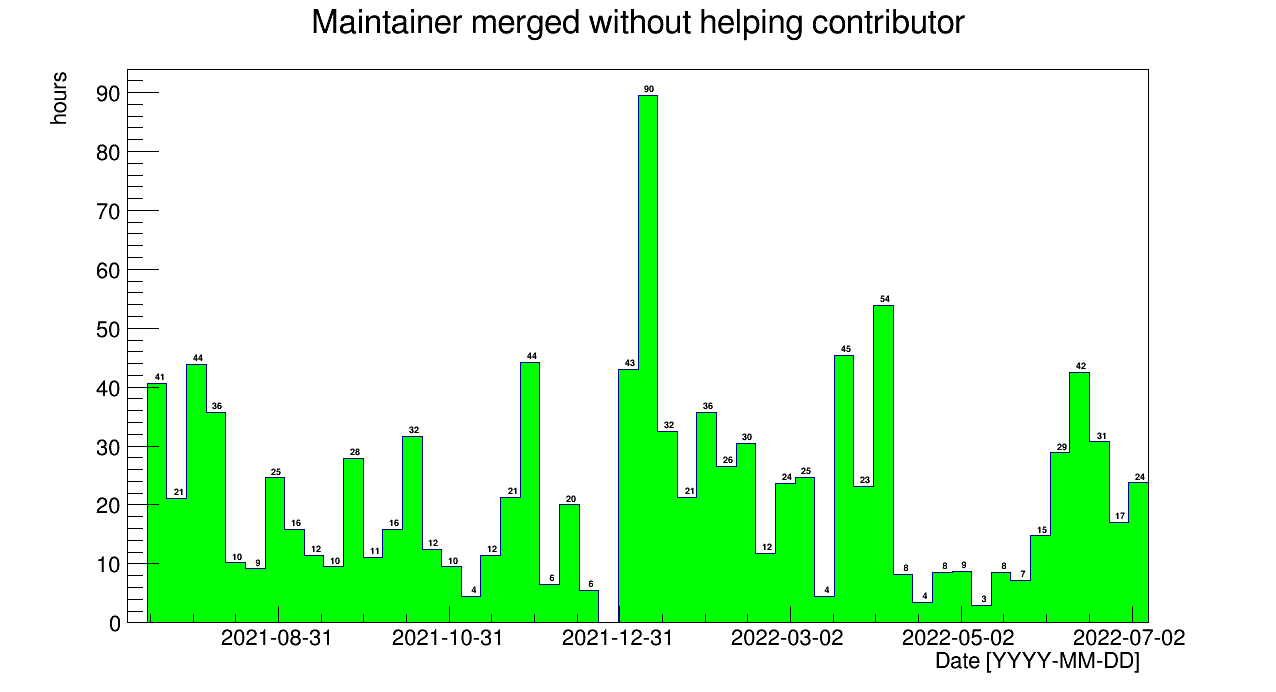 Maintainer merged without helping contributor
hours
90
80
70
60
50
40
30
20
10
0
41 21 44 36 10 9 25 16 12 10 28 11 16 32 12 10 4 12 21 44 6 20 6 43 90 32 21 36 26 30 12 24 25 4 45 23 54 8 4 8 9 3 8 7 15 29 42 31 17 24
2021-08-31 2021-10-31 2021-12-31 2022-03-02 2022-05-02 2022-07-02
Date [YYYY-MM-DD]